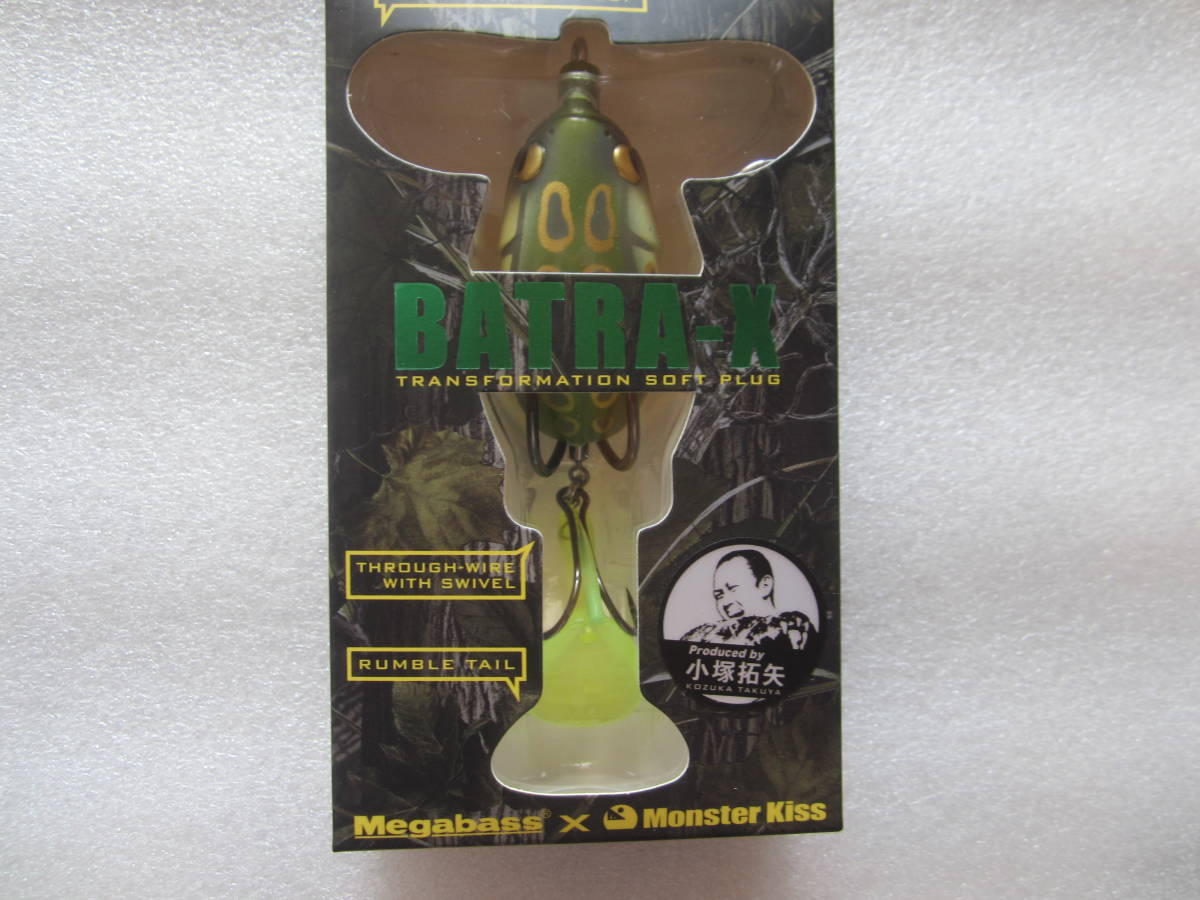 BATRA-X
TRANSFORMATION SOFT PLUG
THROUGH-WIRE
WITH SWIVEL
RUMBLE TAIL
Produced by
小塚拓矢
KOZUKA TAKUYA
Megabass® X Monster Kiss